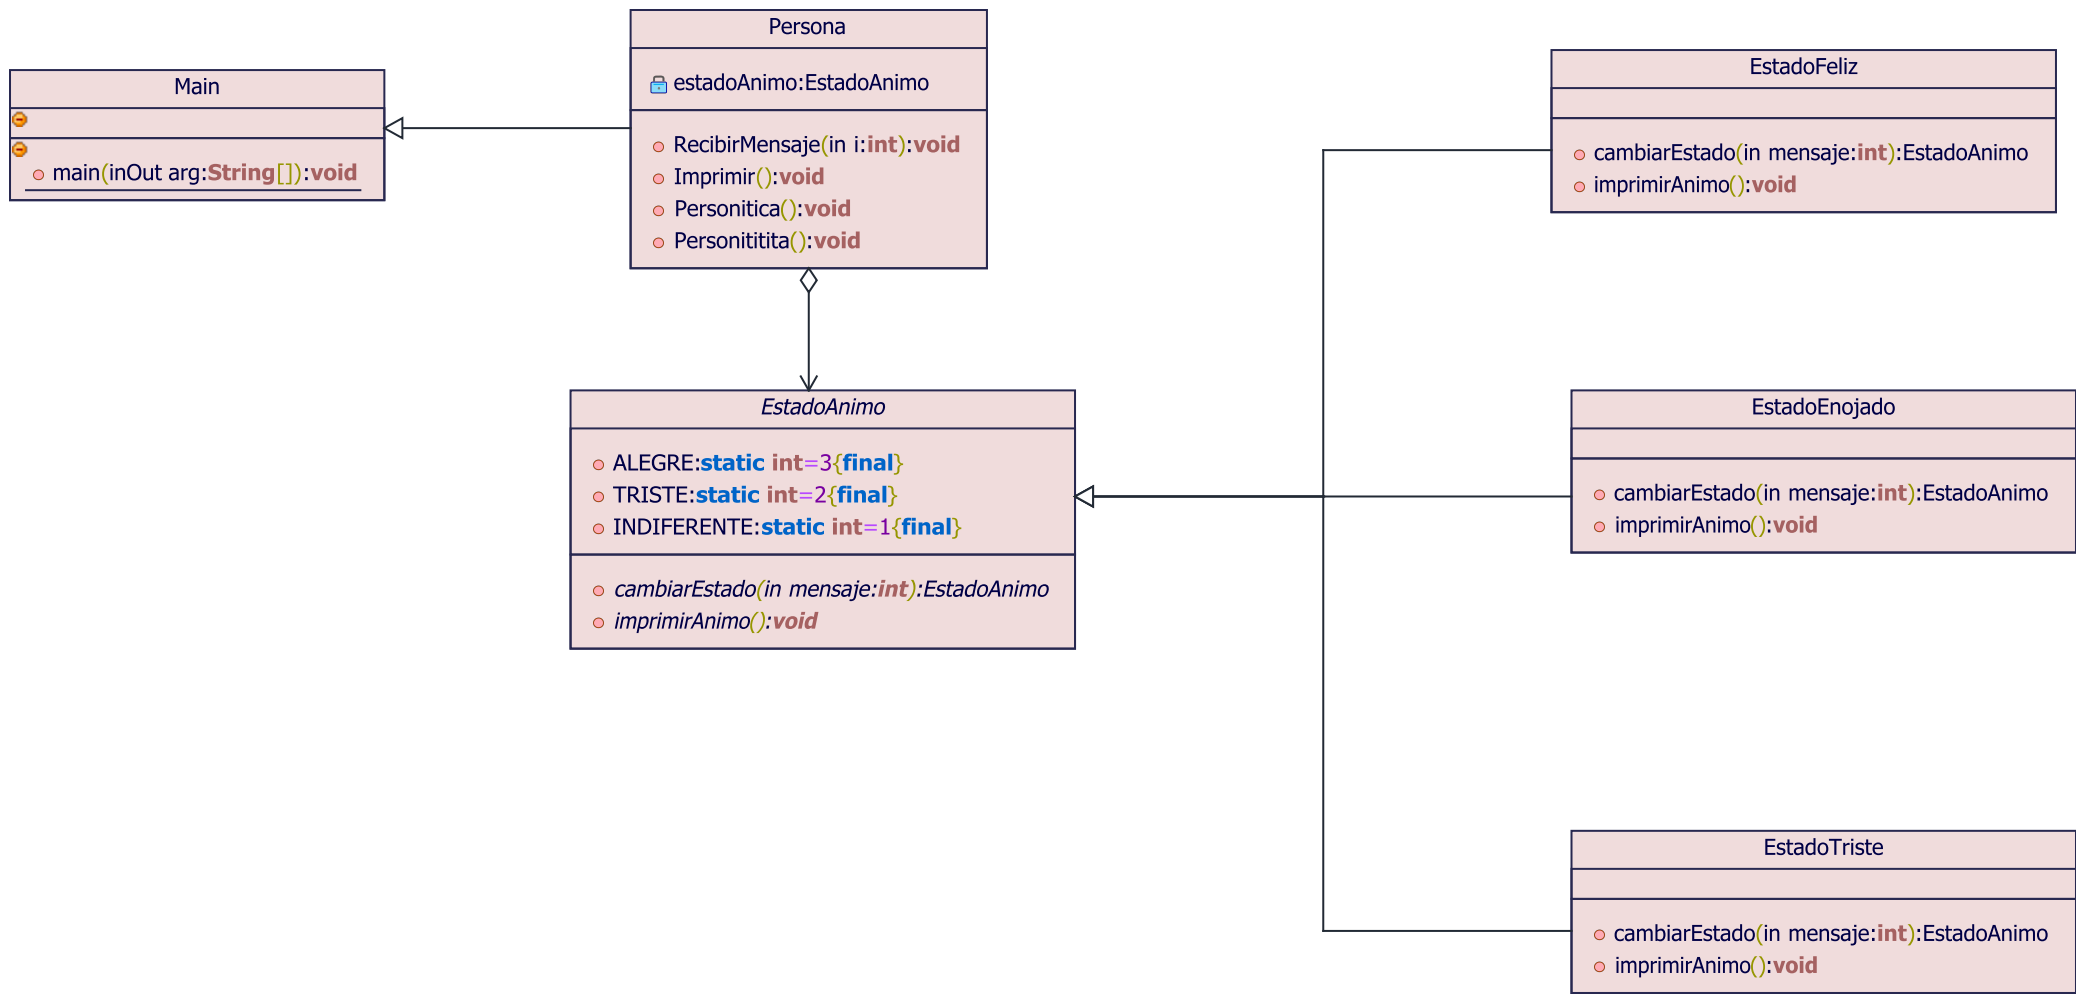 Main
main(inOut arg:String[]):void
Persona
estadoAnimo:EstadoAnimo
RecibirMensaje(in i:int):void
Imprimir():void
Personitica():void
Personititita():void
EstadoAnimo
ALEGRE:static int=3{final}
TRISTE:static int=2{final}
INDIFERENTE:static int=1{final}
cambiarEstado(in mensaje:int):EstadoAnimo
imprimirAnimo():void
EstadoFeliz
cambiarEstado(in mensaje:int):EstadoAnimo
imprimirAnimo():void
EstadoEnojado
cambiarEstado(in mensaje:int):EstadoAnimo
imprimirAnimo():void
EstadoTriste
cambiarEstado(in mensaje:int):EstadoAnimo
imprimirAnimo():void